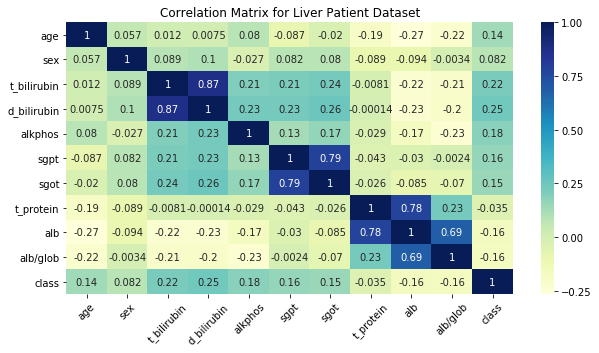 Correlation Matrix for Liver Patient Dataset
age 1 0.057 0.012 0.0075 0.08 -0.087 -0.02 -0.19 -0.27 -0.22 0.14
sex 0.057 1 0.089 0.1 -0.027 0.082 0.08 -0.089 -0.094 -0.0034 0.082
t_bilirubin 0.012 0.089 1 0.87 0.21 0.21 0.24 -0.0081 -0.22 -0.21 0.22
d_bilirubin 0.0075 0.1 0.87 1 0.23 0.23 0.26 -0.00014 -0.23 -0.2 0.25
alkphos 0.08 -0.027 0.21 0.23 1 0.13 0.17 -0.029 -0.17 -0.23 0.18
sgpt -0.087 0.082 0.21 0.23 0.13 1 0.79 -0.043 -0.03 -0.0024 0.16
sgot -0.02 0.08 0.24 0.26 0.17 0.79 1 -0.026 -0.085 -0.07 0.15
t_protein -0.19 -0.089 -0.0081 -0.00014 -0.029 -0.043 -0.026 1 0.78 0.23 -0.035
alb -0.27 -0.094 -0.22 -0.23 -0.17 -0.03 -0.085 0.78 1 0.69 -0.16
alb/glob -0.22 -0.0034 -0.21 -0.2 -0.23 -0.0024 -0.07 0.23 0.69 1 -0.16
class 0.14 0.082 0.22 0.25 0.18 0.16 0.15 -0.035 -0.16 -0.16 1
age sex t_bilirubin d_bilirubin alkphos sgpt sgot t_protein alb alb/glob class
1.00
0.75
0.50
0.25
0.00
-0.25